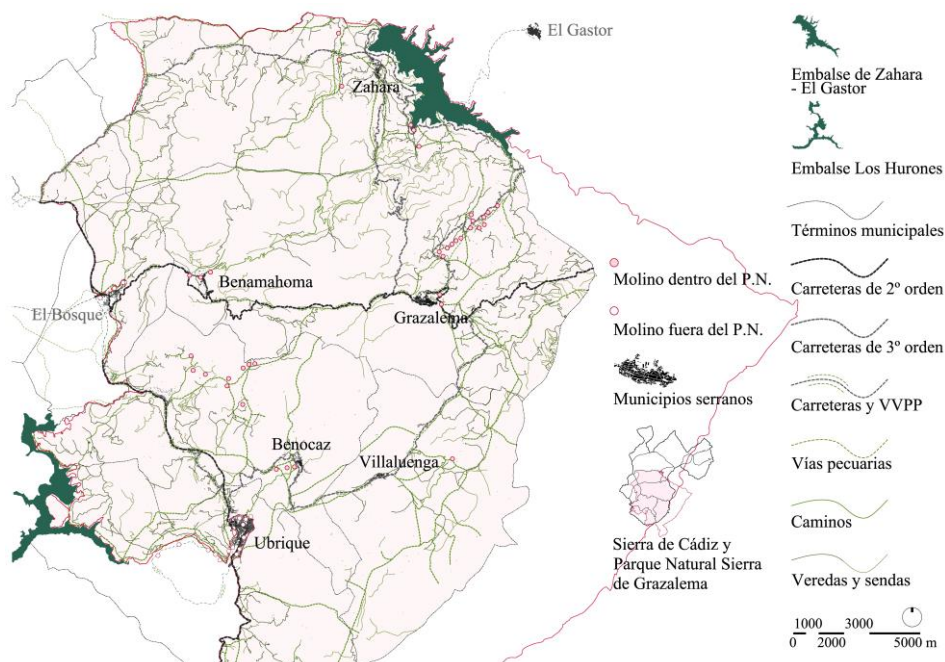 El Gastor
Zahara
Benamahoma
El Bosque
Grazalema
Benocaz
Villaluenga
Ubrique
Molino dentro del P.N.
Molino fuera del P.N.
Municipios serranos
Sierra de Cádiz y
Parque Natural Sierra
de Grazalema
Embalse de Zahara
- El Gastor
Embalse Los Hurones
Términos municipales
Carreteras de 2º orden
Carreteras de 3º orden
Carreteras y VVPP
Vías pecuarias
Caminos
Veredas y sendas
1000 3000
0 2000 5000 m